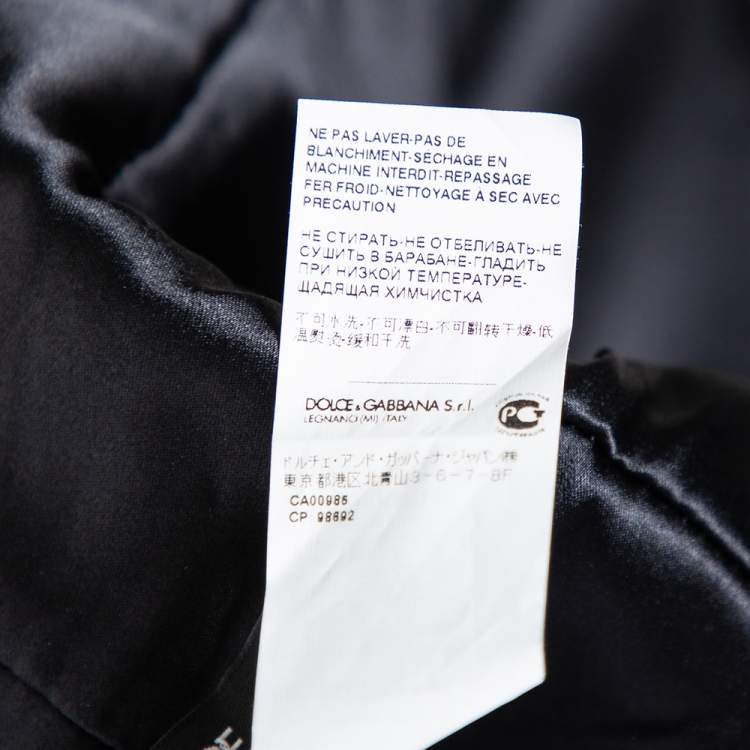 NE PAS LAVER-PAS DE
BLANCHIMENT-SÉCHAGE EN
MACHINE INTERDIT-REPASSAGE
FER FROID-NETTOYAGE À SEC AVEC
PRECAUTION
НЕ СТИРАТЬ-НЕ ОТБЕЛИВАТЬ-НЕ
СУШИТЬ В БАРАБАНЕ-ГЛАДИТЬ
ПРИ НИЗКОЙ ТЕМПЕРАТУРЕ-
ЩАДЯЩАЯ ХИМЧИСТКА
不可水洗-不可漂白-不可翻转干燥-低
温熨烫-缓和干洗
DOLCE & GABBANA S.r.l.
LEGNANO (MI) ITALY
РСТ
ドルチェ・アンド・ガッバーナ・ジャパン㈱
東京都港区北青山3-6-7-8F
CA00985
CP 98692